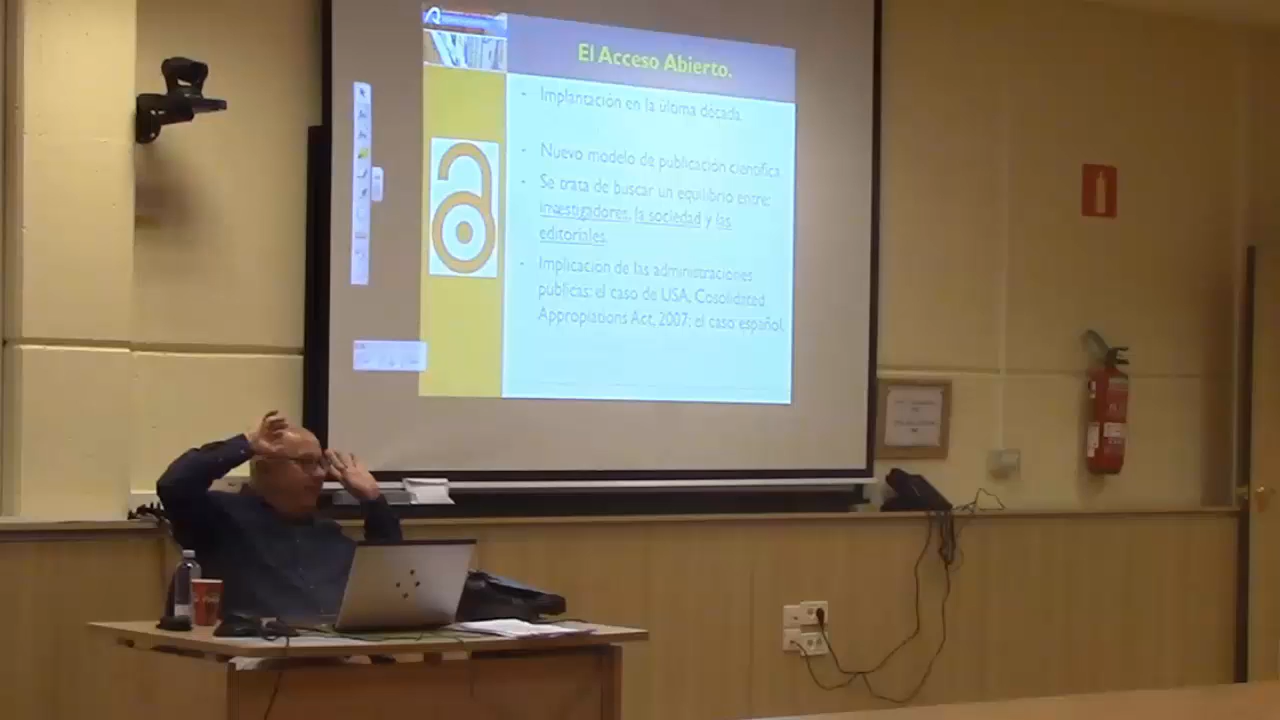 El Acceso Abierto.
- Implantación en la última década.
- Nuevo modelo de publicación científica.
- Se trata de buscar un equilibrio entre:
investigadores, la sociedad y las
editoriales.
- Implicación de las administraciones
públicas: el caso de USA, Cosolidated
Appropiations Act, 2007; el caso español.